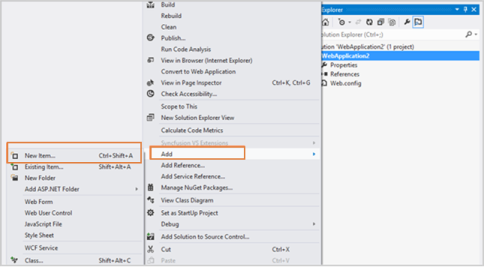 Build
Rebuild
Clean
Publish...
Run Code Analysis
View in Browser (Internet Explorer)
Convert to Web Application
View in Page Inspector Ctrl+K, Ctrl+G
Check Accessibility...
Scope to This
New Solution Explorer View
Calculate Code Metrics
Syncfusion VS Extensions
Add
Add Reference...
Add Service Reference...
Manage NuGet Packages...
View Class Diagram
Set as StartUp Project
Debug
Add Solution to Source Control...
Cut Ctrl+X
Paste Ctrl+V
New Item... Ctrl+Shift+A
Existing Item... Shift+Alt+A
New Folder
Add ASP.NET Folder
Web Form
Web User Control
JavaScript File
Style Sheet
WCF Service
Class... Shift+Alt+C
Explorer
Solution Explorer (Ctrl+;)
ution 'WebApplication2' (1 project)
WebApplication2
Properties
References
Web.config